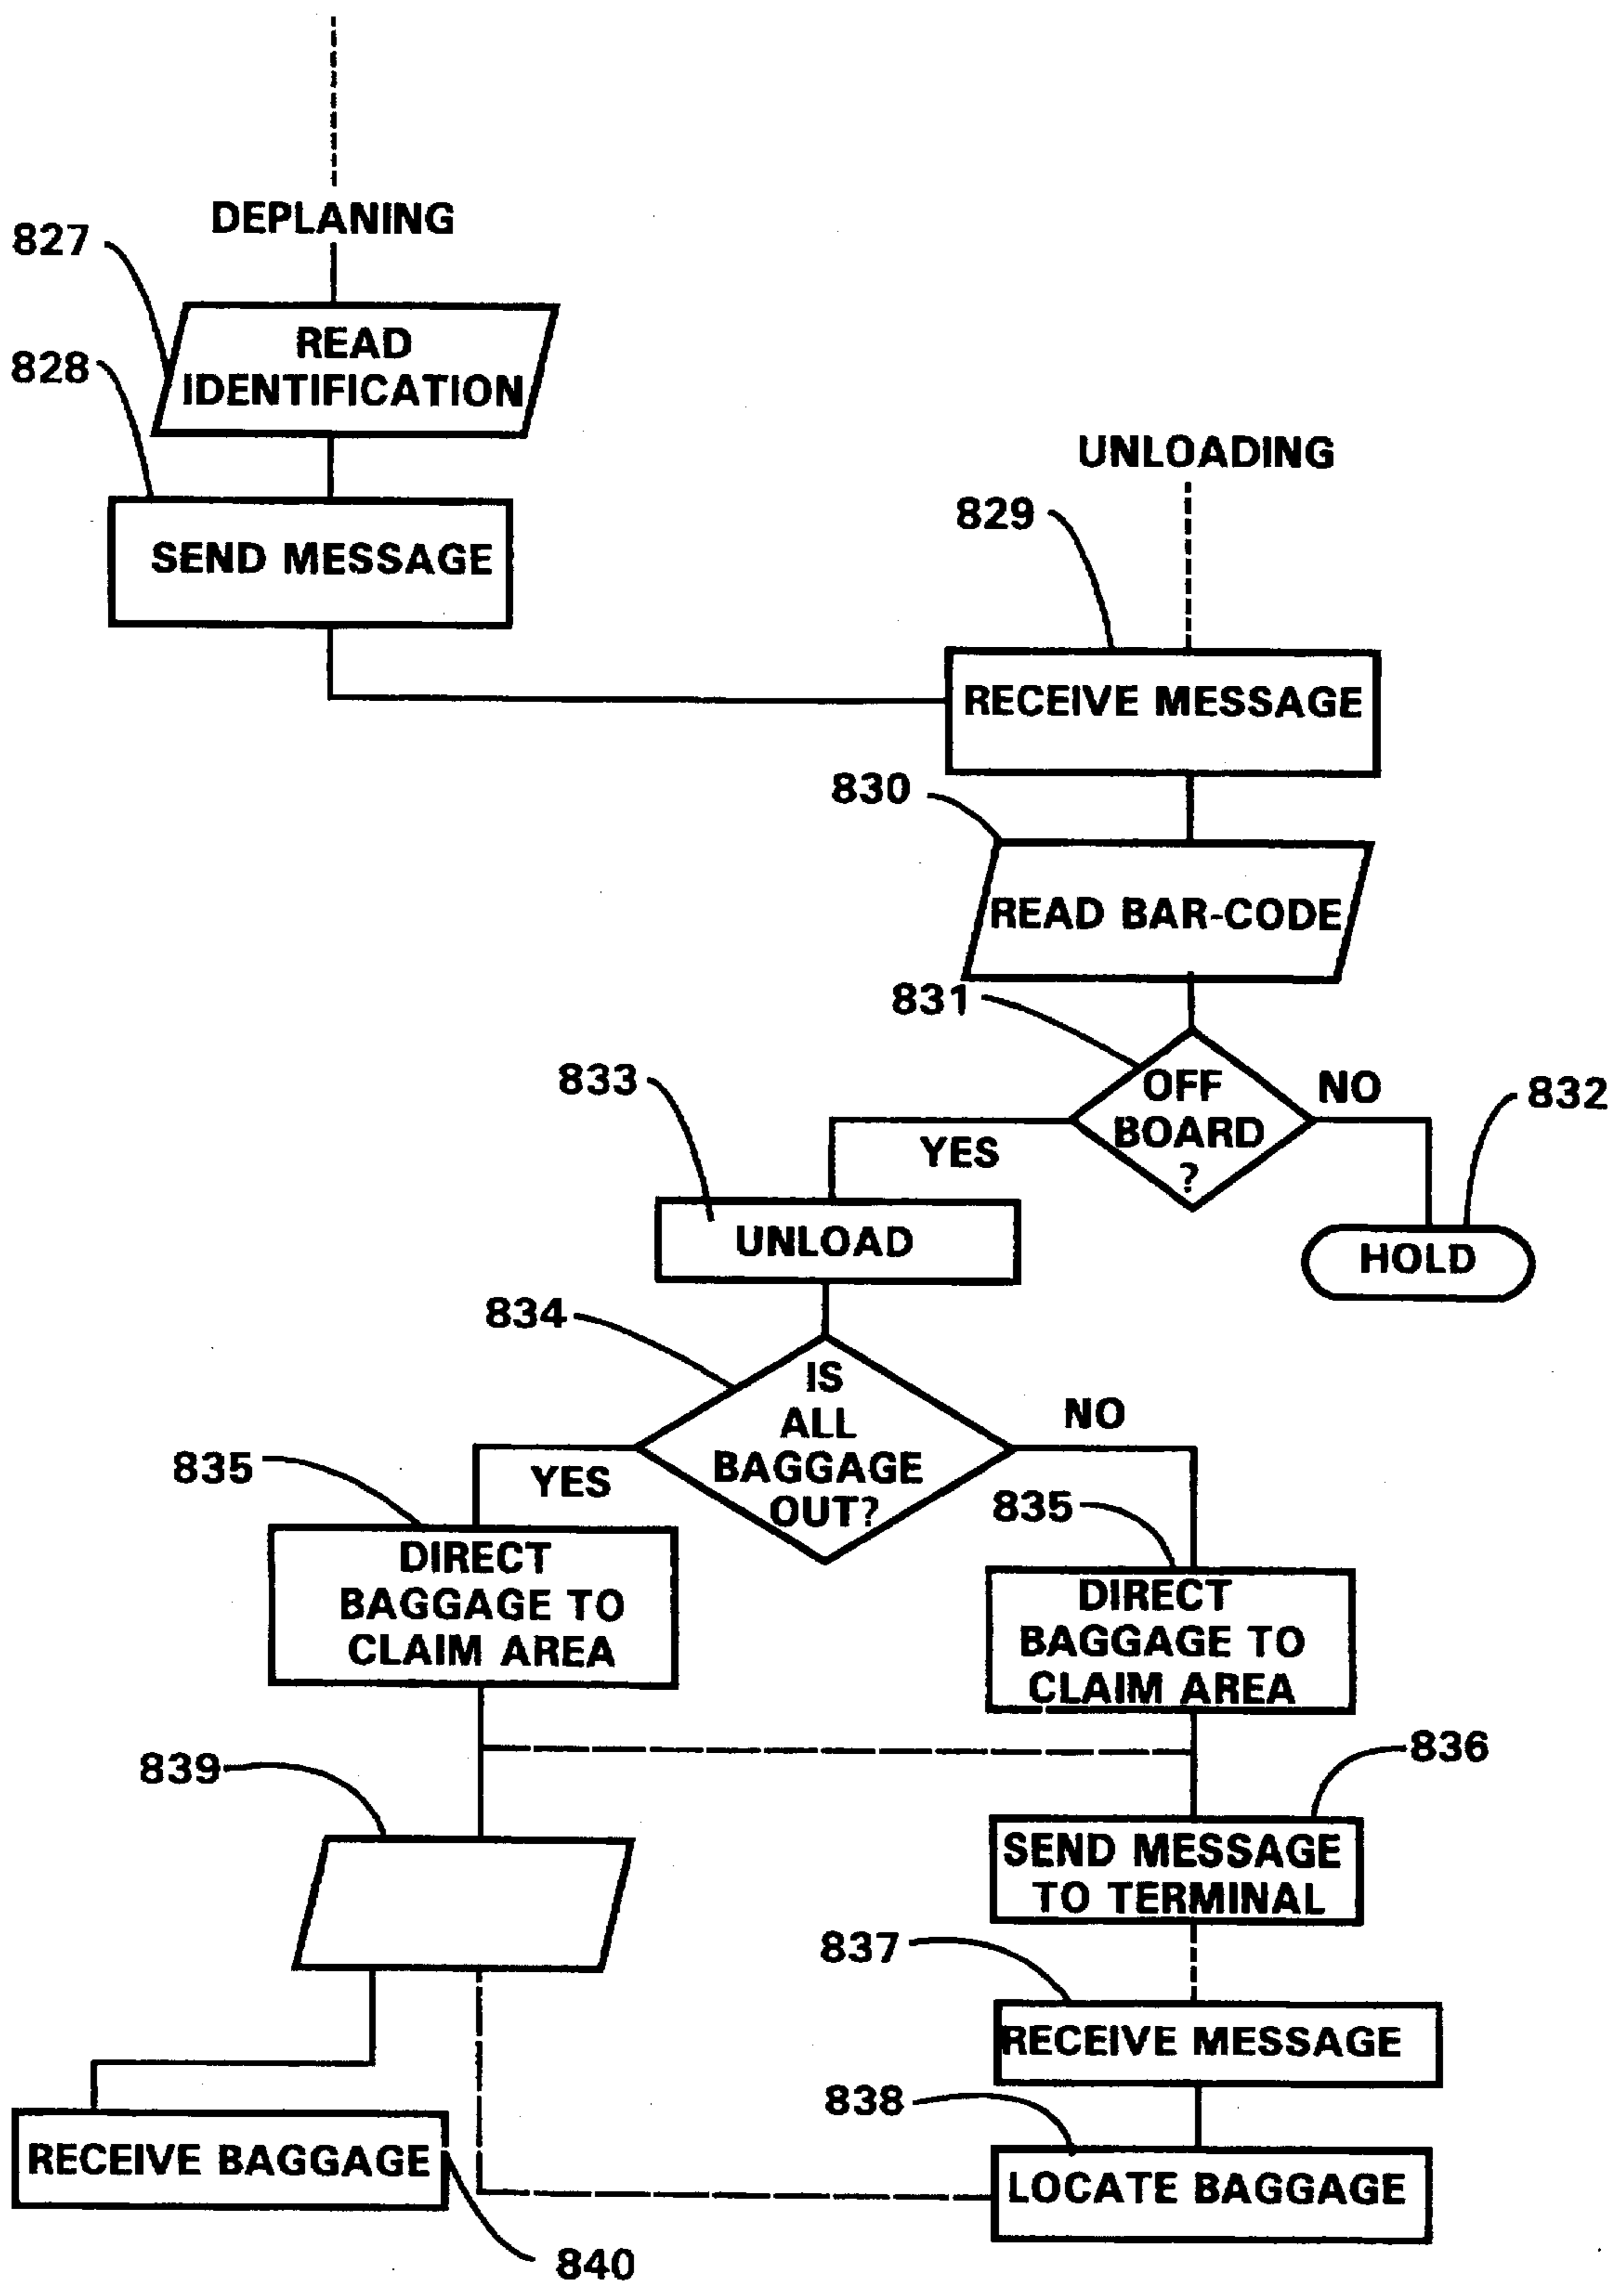 DEPLANING
827
READ
IDENTIFICATION
828
SEND MESSAGE
UNLOADING
829
RECEIVE MESSAGE
830
READ BAR-CODE
831
OFF
BOARD
?
NO
832
YES
833
HOLD
UNLOAD
834
IS
ALL
BAGGAGE
OUT?
NO
YES
835
835
DIRECT
BAGGAGE TO
CLAIM AREA
DIRECT
BAGGAGE TO
CLAIM AREA
836
839
SEND MESSAGE
TO TERMINAL
837
RECEIVE MESSAGE
838
RECEIVE BAGGAGE
LOCATE BAGGAGE
840